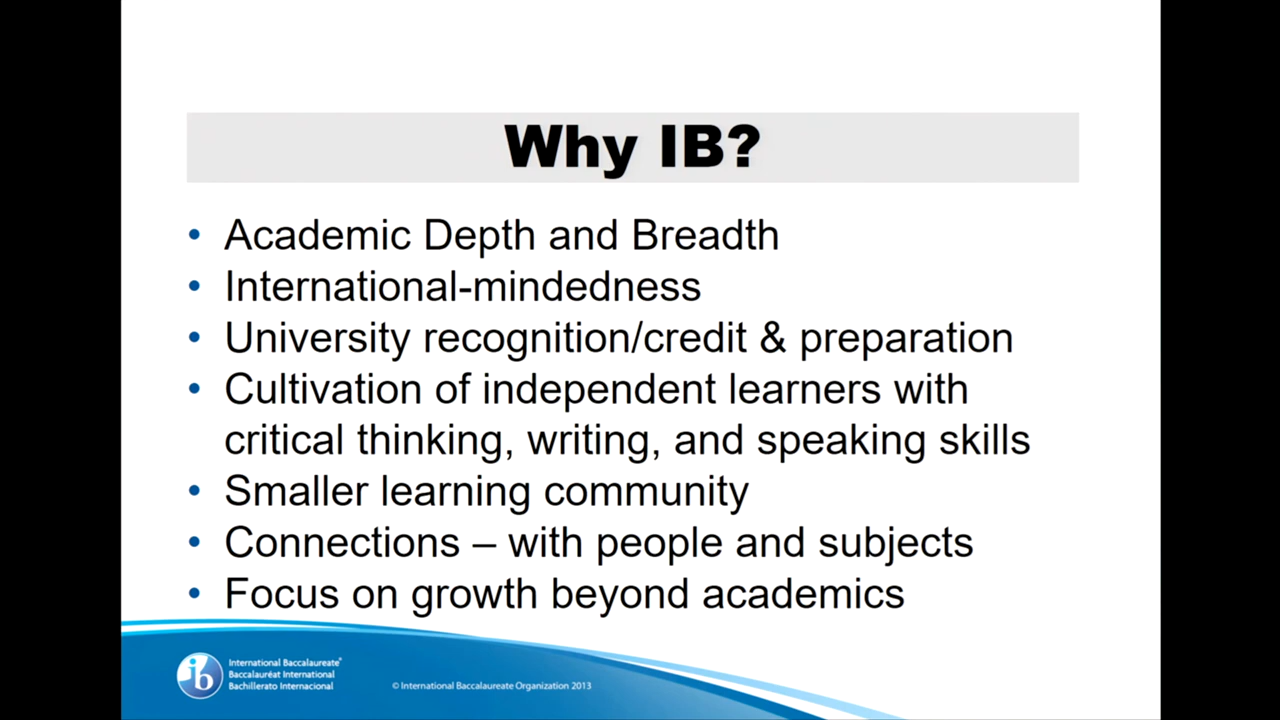 Why IB?
• Academic Depth and Breadth
• International-mindedness
• University recognition/credit & preparation
• Cultivation of independent learners with
critical thinking, writing, and speaking skills
• Smaller learning community
• Connections – with people and subjects
• Focus on growth beyond academics
ib
International Baccalaureate®
Baccalauréat International
Bachillerato Internacional
© International Baccalaureate Organization 2013